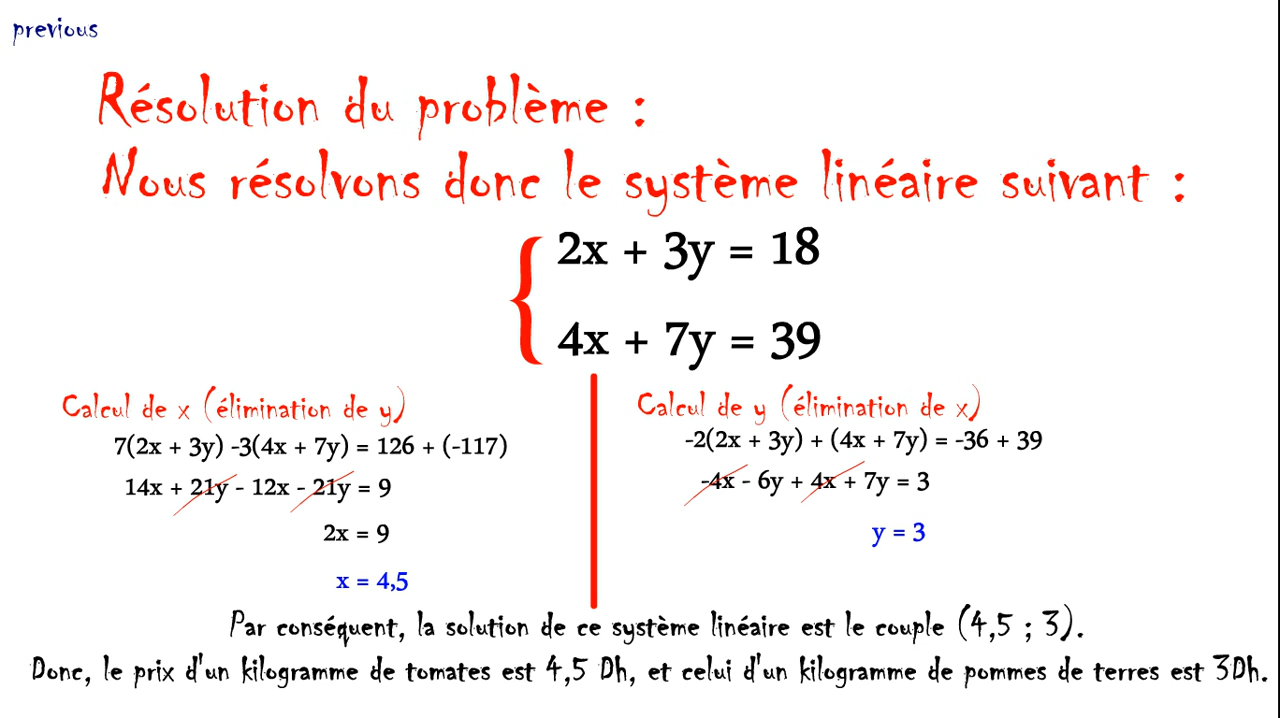 previous
Résolution du problème :
Nous résolvons donc le système linéaire suivant :
2x + 3y = 18
4x + 7y = 39
Calcul de x (élimination de y)
7(2x + 3y) -3(4x + 7y) = 126 + (-117)
14x + 21y - 12x - 21y = 9
2x = 9
x = 4,5
Calcul de y (élimination de x)
-2(2x + 3y) + (4x + 7y) = -36 + 39
-4x - 6y + 4x + 7y = 3
y = 3
Par conséquent, la solution de ce système linéaire est le couple (4,5 ; 3).
Donc, le prix d'un kilogramme de tomates est 4,5 Dh, et celui d'un kilogramme de pommes de terres est 3Dh.